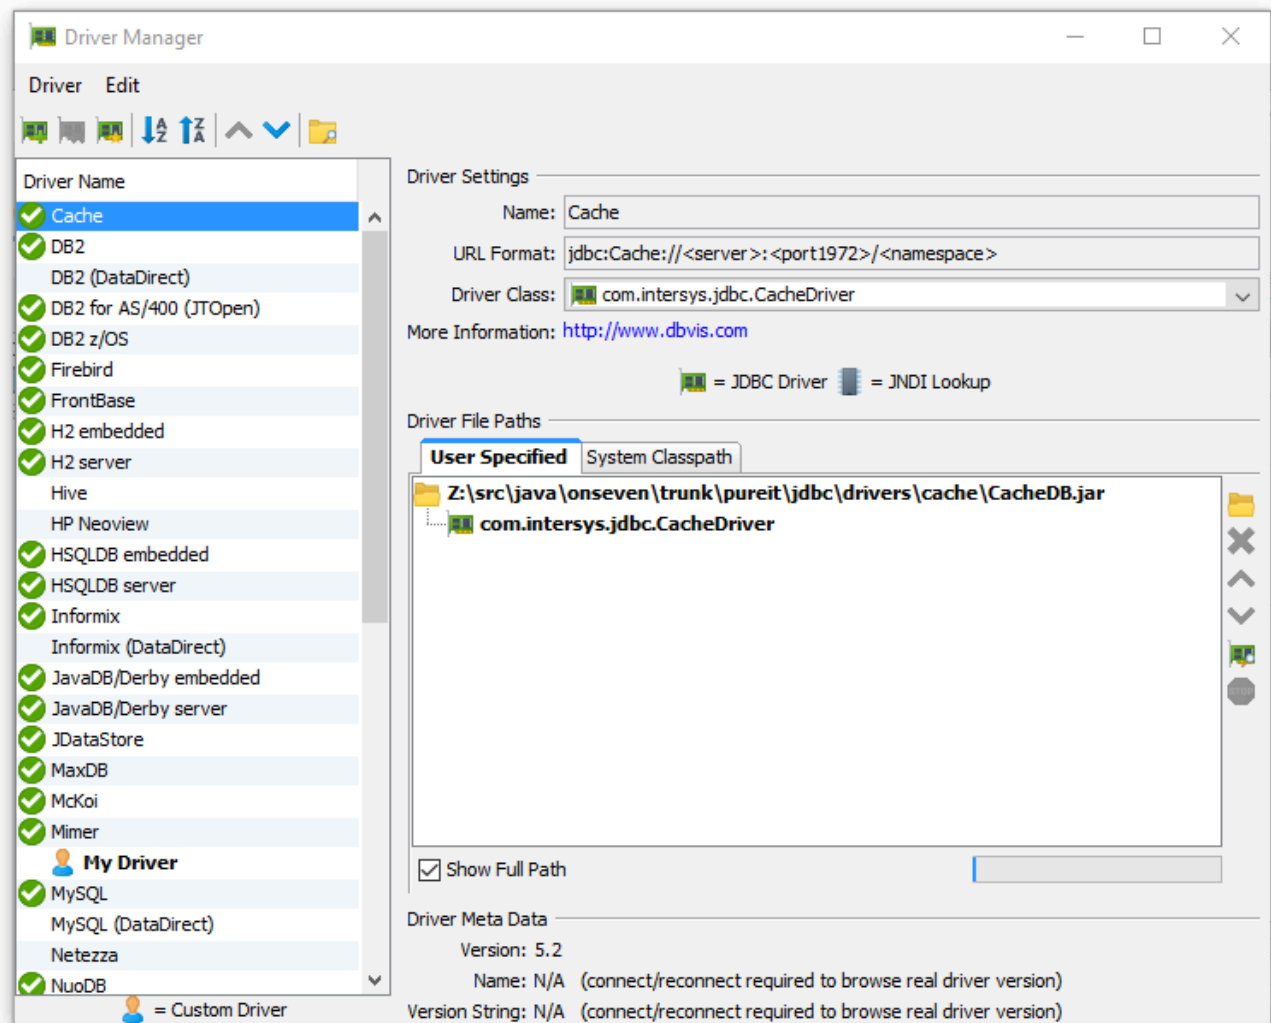 Driver Manager
Driver Edit
Driver Name
Cache
DB2
DB2 (DataDirect)
DB2 for AS/400 (JTOpen)
DB2 z/OS
Firebird
FrontBase
H2 embedded
H2 server
Hive
HP Neoview
HSQLDB embedded
HSQLDB server
Informix
Informix (DataDirect)
JavaDB/Derby embedded
JavaDB/Derby server
JDataStore
MaxDB
McKoi
Mimer
My Driver
MySQL
MySQL (DataDirect)
Netezza
NuoDB
= Custom Driver
Driver Settings
Name: Cache
URL Format: jdbc:Cache://<server>:<port1972>/<namespace>
Driver Class: com.intersys.jdbc.CacheDriver
More Information: http://www.dbvis.com
= JDBC Driver = JNDI Lookup
Driver File Paths
User Specified System Classpath
Z:\src\java\onseven\trunk\pureit\jdbc\drivers\cache\CacheDB.jar
com.intersys.jdbc.CacheDriver
STOP
Show Full Path
Driver Meta Data
Version: 5.2
Name: N/A (connect/reconnect required to browse real driver version)
Version String: N/A (connect/reconnect required to browse real driver version)